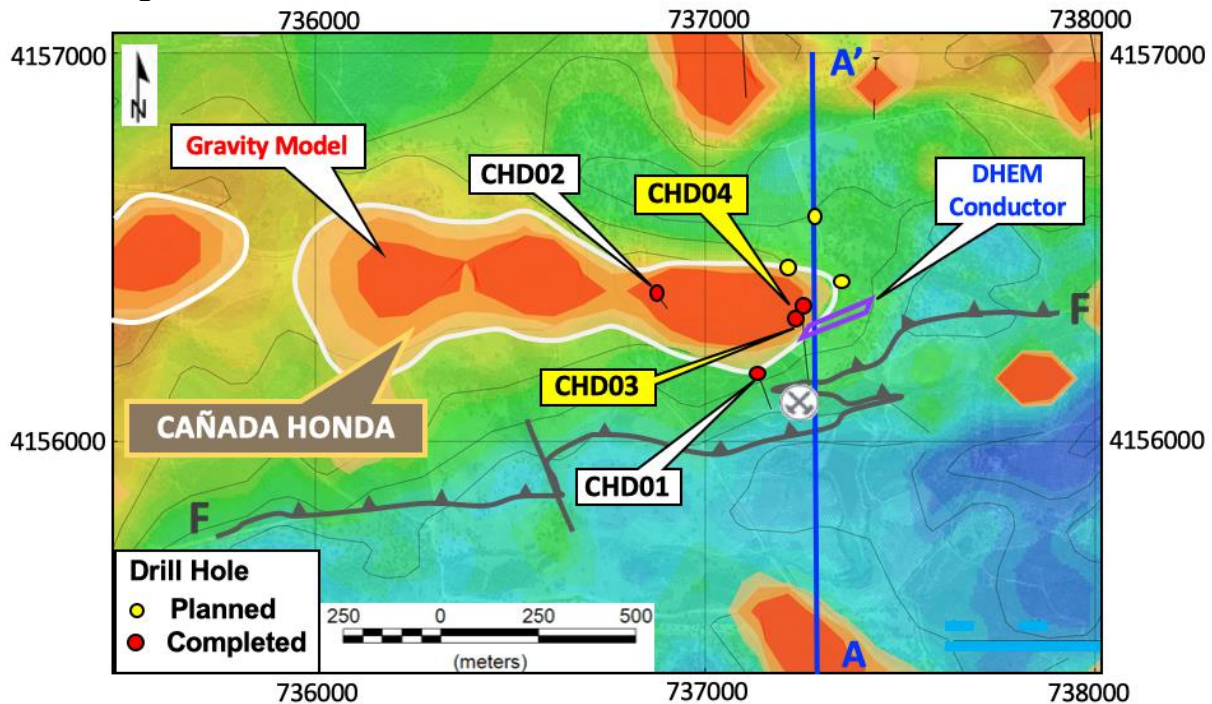 736000
737000
738000
4157000
A’
4157000
N
Gravity Model
CHD02
CHD04
DHEM
Conductor
F
CHD03
CAÑADA HONDA
4156000
4156000
CHD01
F
Drill Hole
Planned
Completed
250 0 250 500
(meters)
A
736000
737000
738000